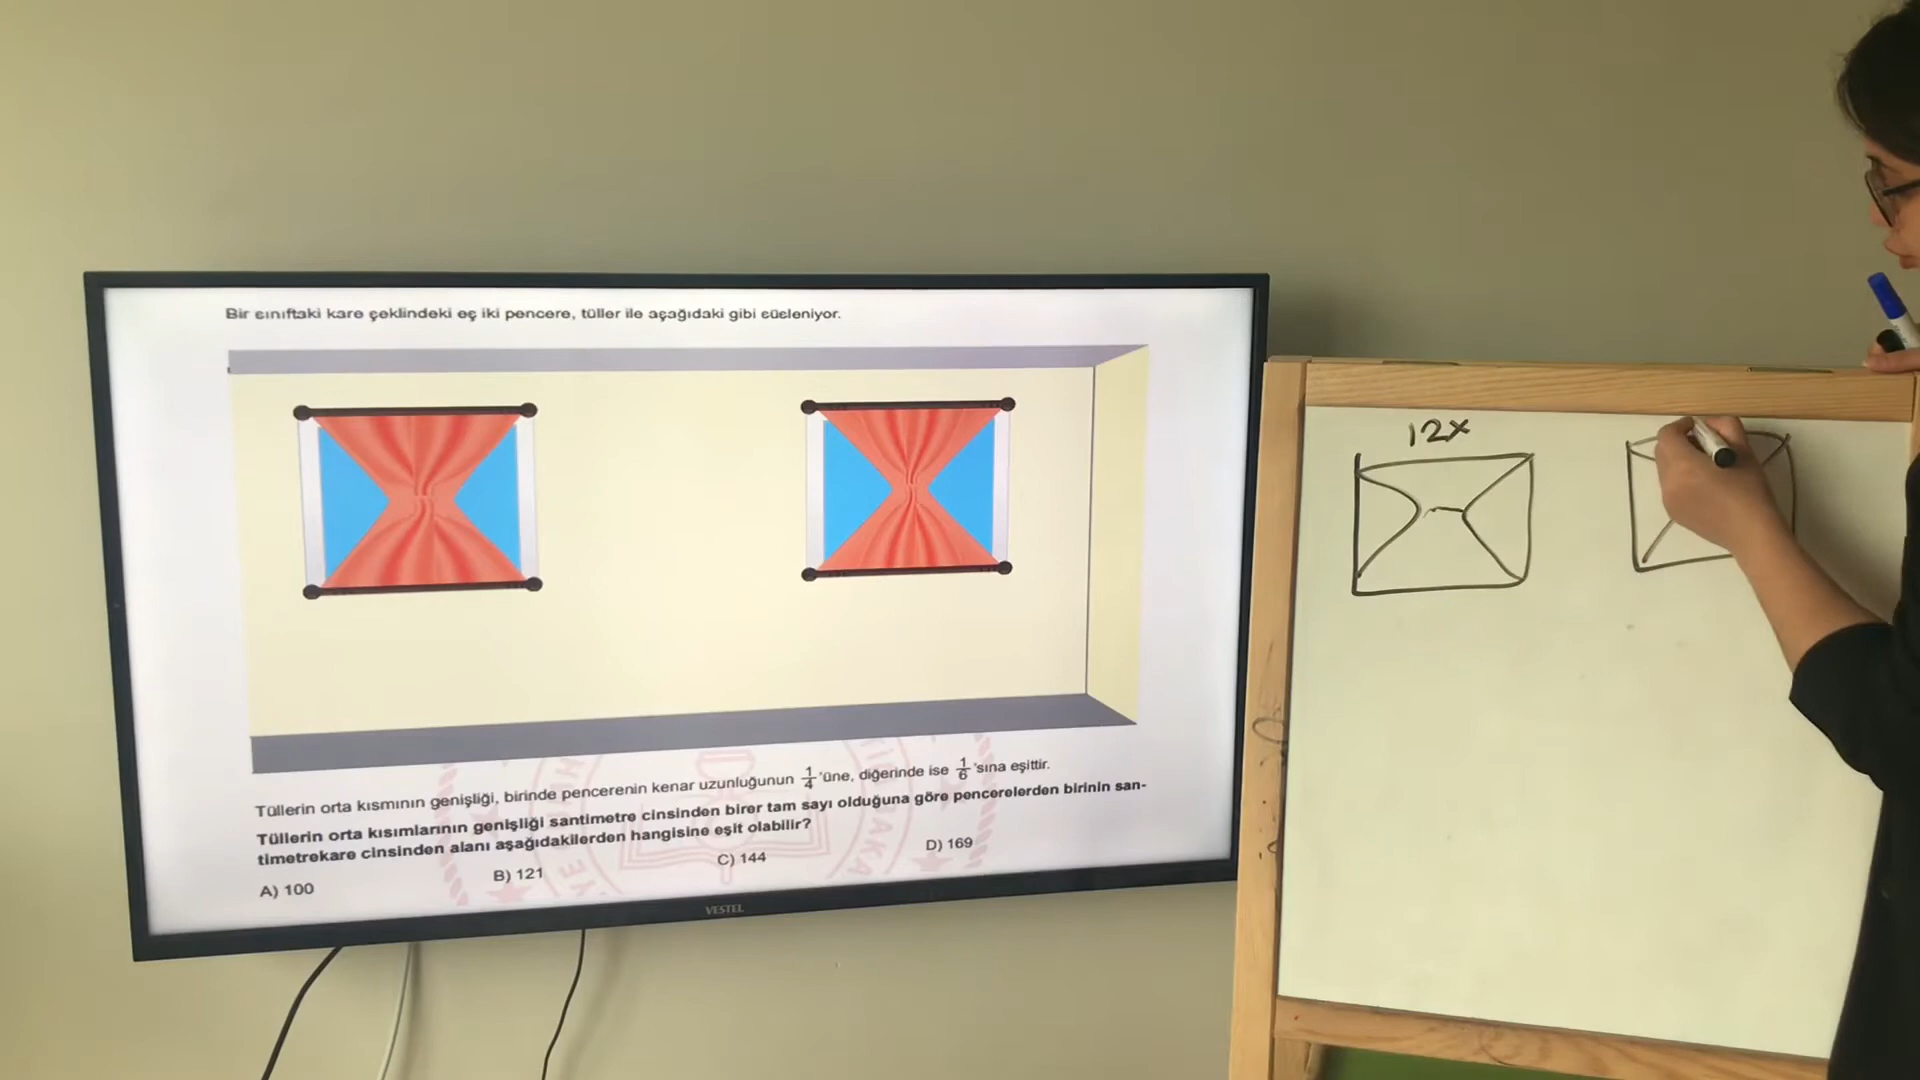 Bir sınıftaki kare şeklindeki eş iki pencere, tüller ile aşağıdaki gibi süsleniyor.
Tüllerin orta kısmının genişliği, birinde pencerenin kenar uzunluğunun 1/4 'üne, diğerinde ise 1/6 'sına eşittir.
Tüllerin orta kısımlarının genişliği santimetre cinsinden birer tam sayı olduğuna göre pencerelerden birinin san-
timetrekare cinsinden alanı aşağıdakilerden hangisine eşit olabilir?
A) 100 B) 121 C) 144 D) 169
VESTEL
12x